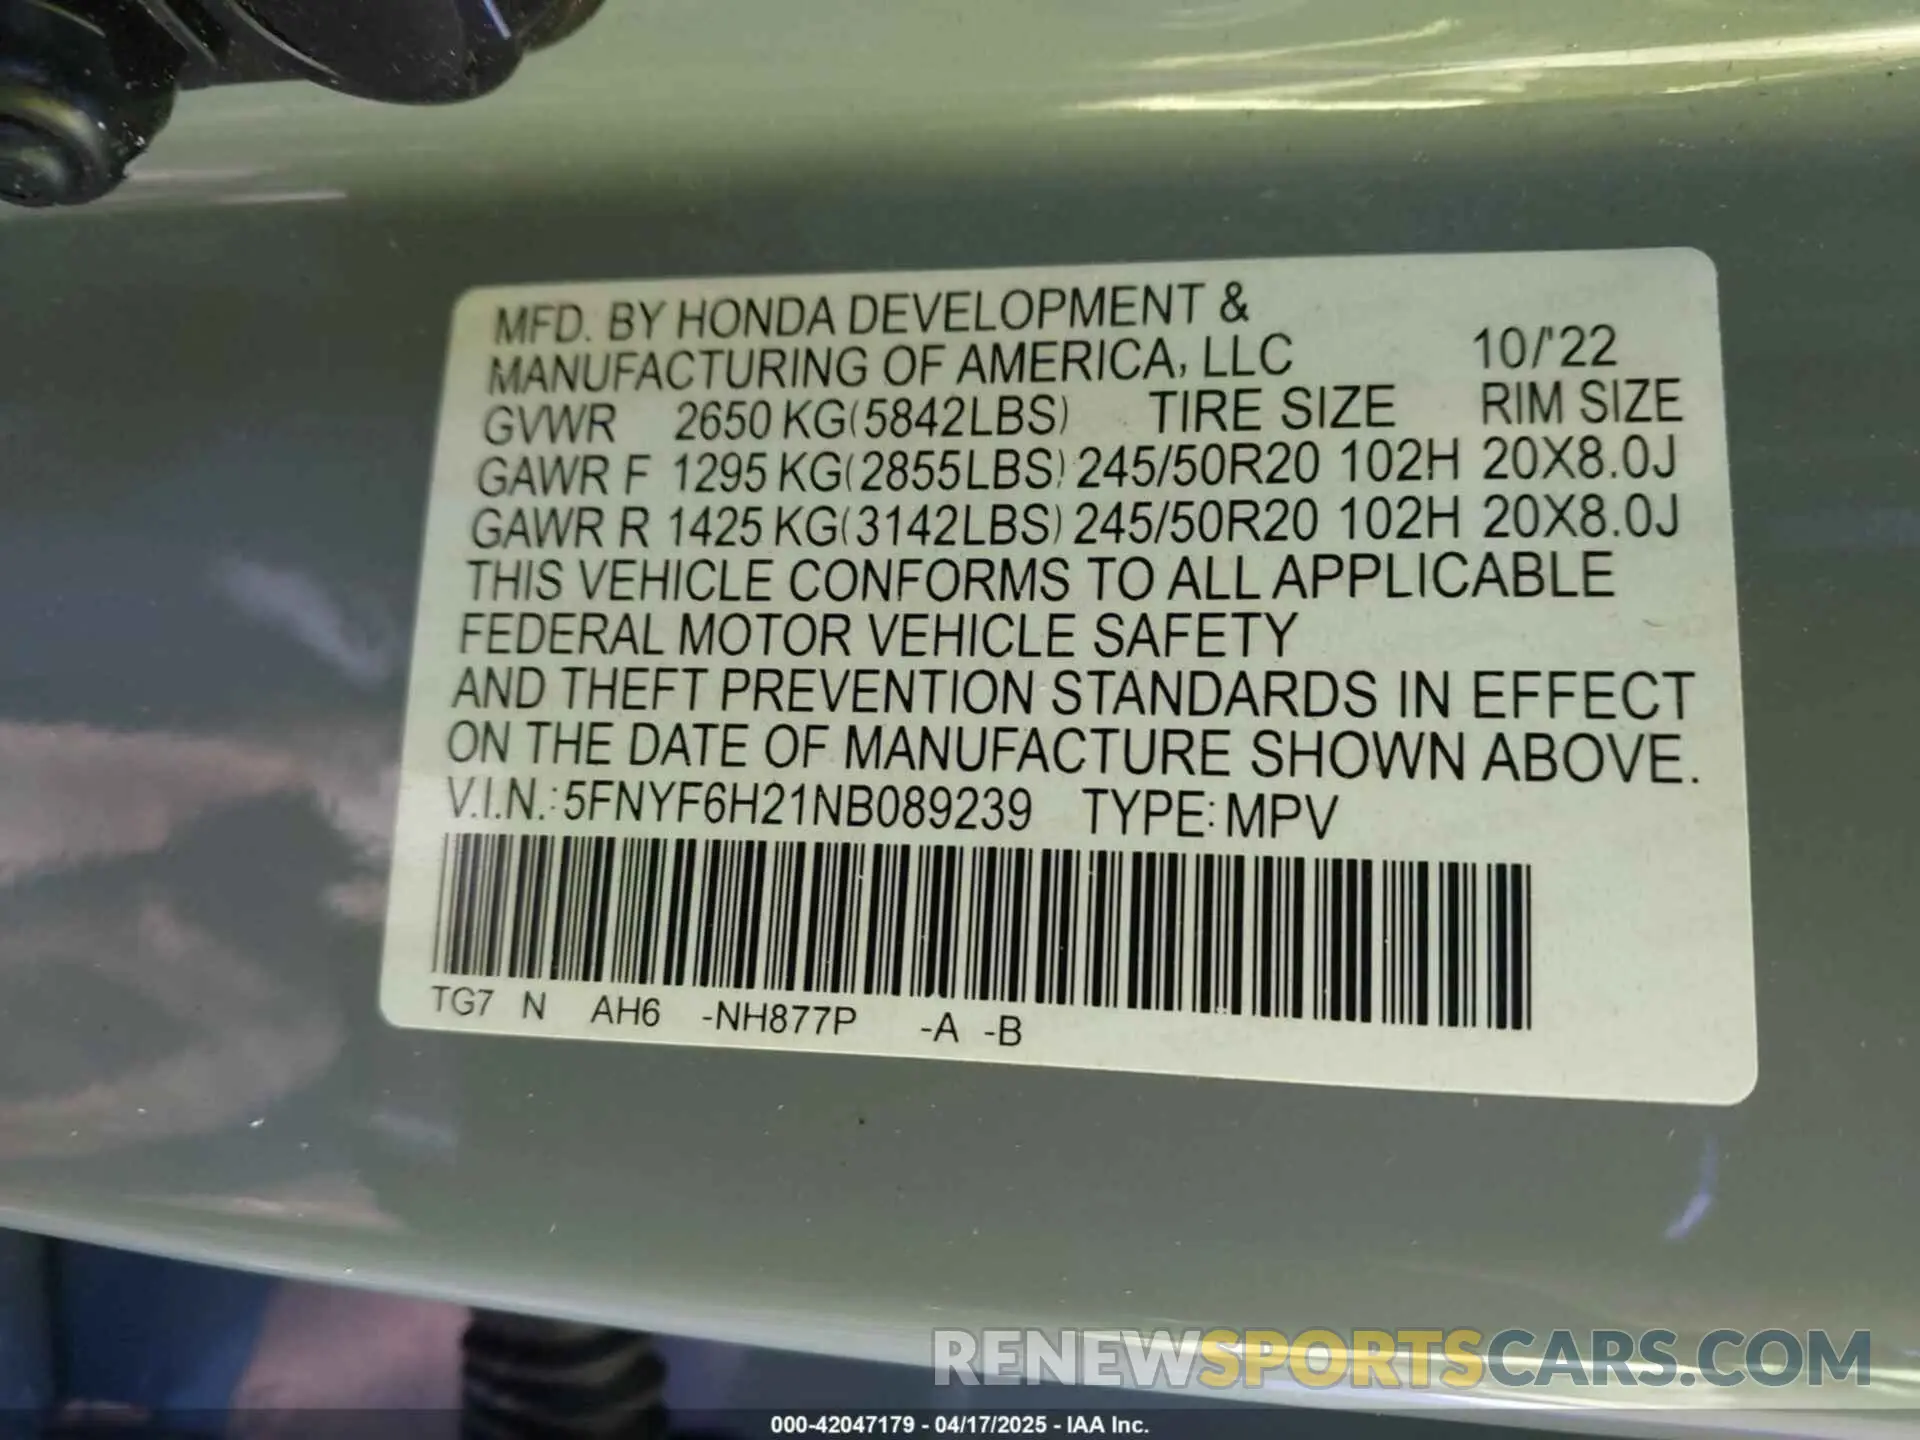 MFD. BY HONDA DEVELOPMENT &
MANUFACTURING OF AMERICA, LLC 10/'22
GVWR 2650 KG(5842LBS) TIRE SIZE RIM SIZE
GAWR F 1295 KG(2855LBS) 245/50R20 102H 20X8.0J
GAWR R 1425 KG(3142LBS) 245/50R20 102H 20X8.0J
THIS VEHICLE CONFORMS TO ALL APPLICABLE
FEDERAL MOTOR VEHICLE SAFETY
AND THEFT PREVENTION STANDARDS IN EFFECT
ON THE DATE OF MANUFACTURE SHOWN ABOVE.
V.I.N.: 5FNYF6H21NB089239 TYPE: MPV
TG7 N AH6 -NH877P -A -B
RENEWSPORTSCARS.COM
000-42047179 - 04/17/2025 - IAA Inc.